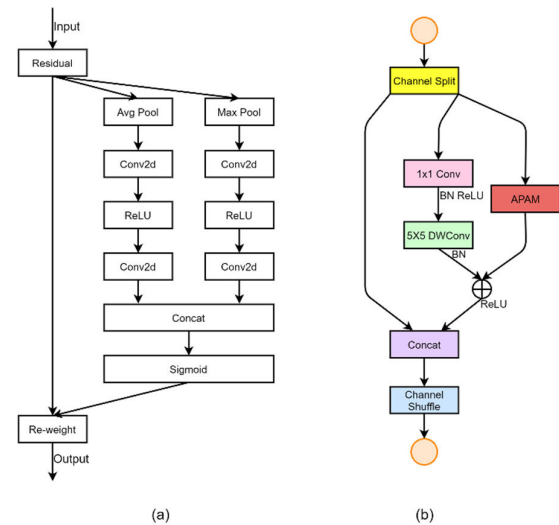 Input
Residual
Avg Pool
Max Pool
Conv2d
Conv2d
ReLU
ReLU
Conv2d
Conv2d
Concat
Sigmoid
Re-weight
Output
(a)
Channel Split
1x1 Conv
BN ReLU
APAM
5X5 DWConv
BN
ReLU
Concat
Channel
Shuffle
(b)